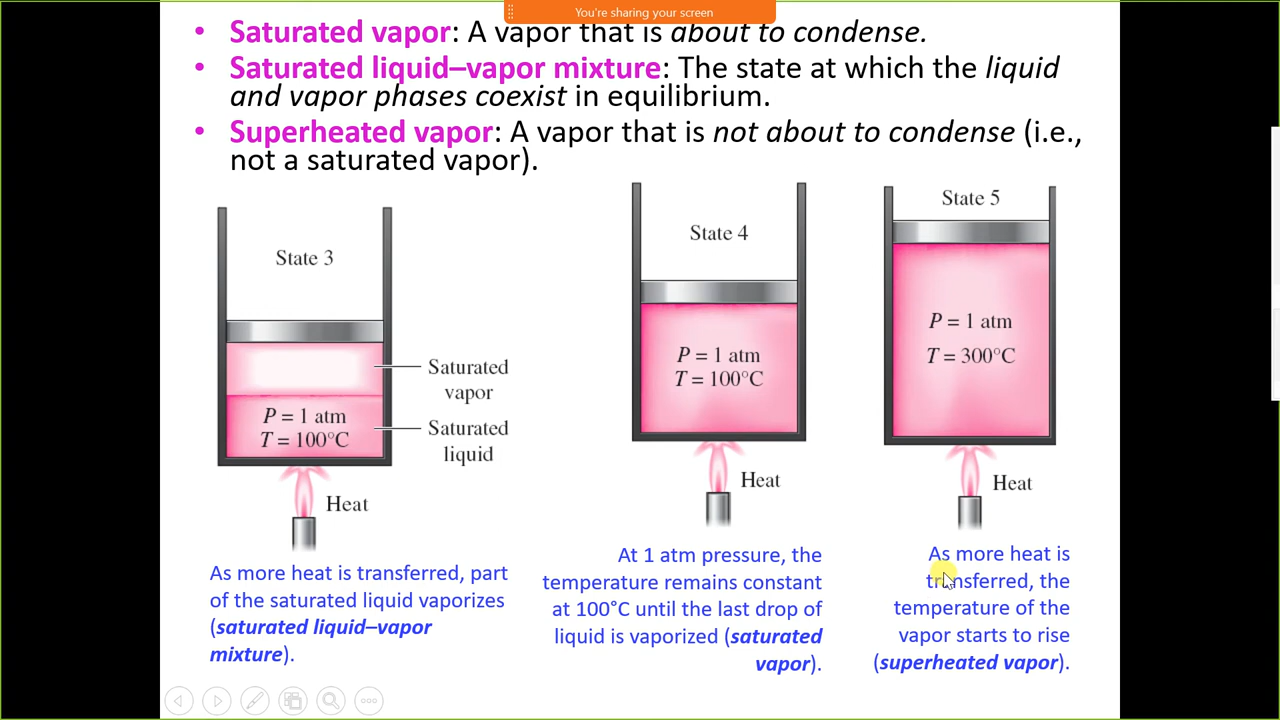 You're sharing your screen
• Saturated vapor: A vapor that is about to condense.
• Saturated liquid–vapor mixture: The state at which the liquid
and vapor phases coexist in equilibrium.
• Superheated vapor: A vapor that is not about to condense (i.e.,
not a saturated vapor).
State 3
Saturated
vapor
P = 1 atm
T = 100°C
Saturated
liquid
Heat
As more heat is transferred, part
of the saturated liquid vaporizes
(saturated liquid–vapor
mixture).
State 4
P = 1 atm
T = 100°C
Heat
At 1 atm pressure, the
temperature remains constant
at 100°C until the last drop of
liquid is vaporized (saturated
vapor).
State 5
P = 1 atm
T = 300°C
Heat
As more heat is
transferred, the
temperature of the
vapor starts to rise
(superheated vapor).